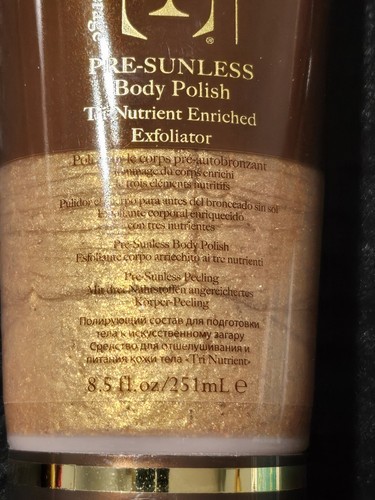 ®
PRE-SUNLESS
Body Polish
Tri Nutrient Enriched
Exfoliator
le corps pré-autobronzant
Gommage du corps enrichi
trois éléments nutritifs
Pulidor cuerpo para antes del bronceado sin sol
Exfoliante corporal enriquecido
con tres nutrientes
Pre-Sunless Body Polish
Esfoliante corpo arricchito ai tre nutrienti
Pre-Sunless Peeling
Mit drei Nährstoffen angereichertes
Körper-Peeling
Полирующий состав для подготовки
тела к искусственному загару
Средство для отшелушивания и
питания кожи тела «Tri Nutrient»
8.5 fl.oz/251mL e